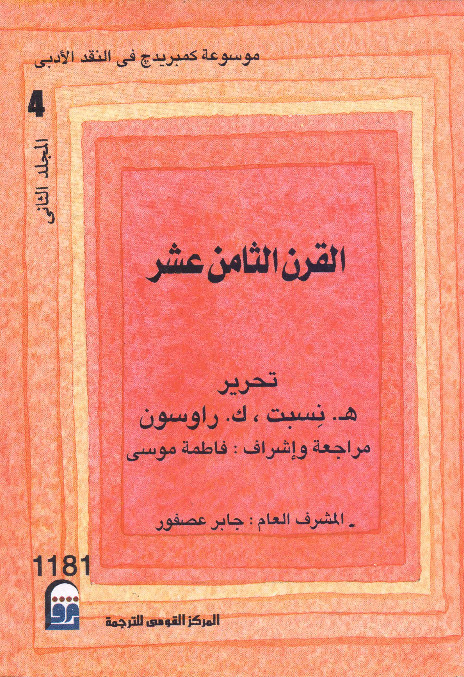 موسوعة كمبريدج فى النقد الأدبى
4
المجلد الثانى
القرن الثامن عشر
تحرير
هـ. نِسبت ، ك. راوسون
مراجعة وإشراف : فاطمة موسى
ـ المشرف العام : جابر عصفور
1181
المركز القومى للترجمة